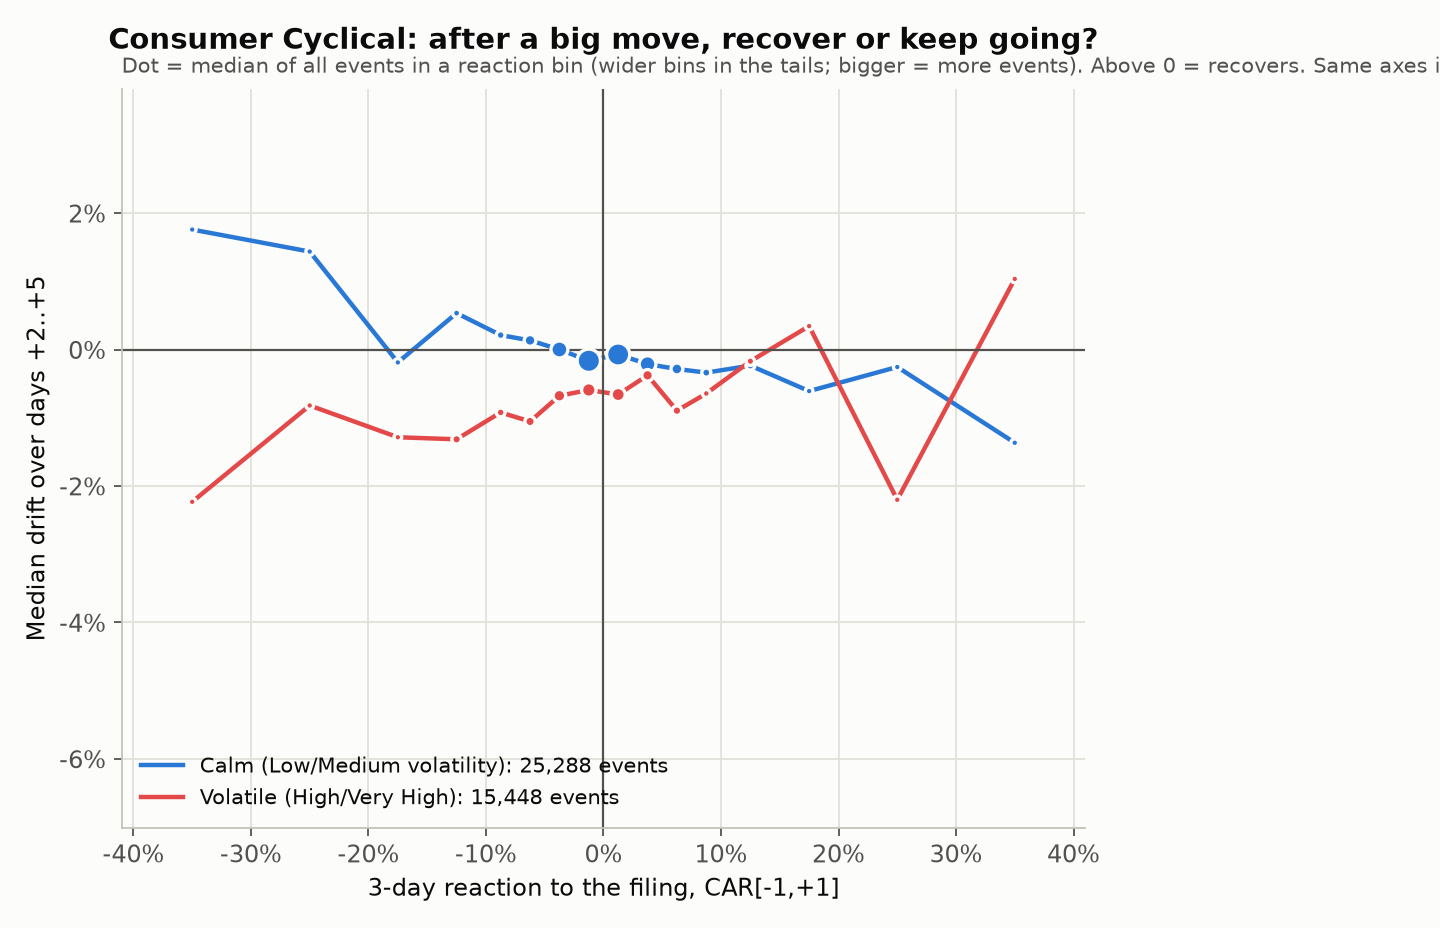 Consumer Cyclical: after a big move, recover or keep going?
Dot = median of all events in a reaction bin (wider bins in the tails; bigger = more events). Above 0 = recovers. Same axes i
2%
0%
-2%
-4%
-6%
Median drift over days +2..+5
Calm (Low/Medium volatility): 25,288 events
Volatile (High/Very High): 15,448 events
-40% -30% -20% -10% 0% 10% 20% 30% 40%
3-day reaction to the filing, CAR[-1,+1]